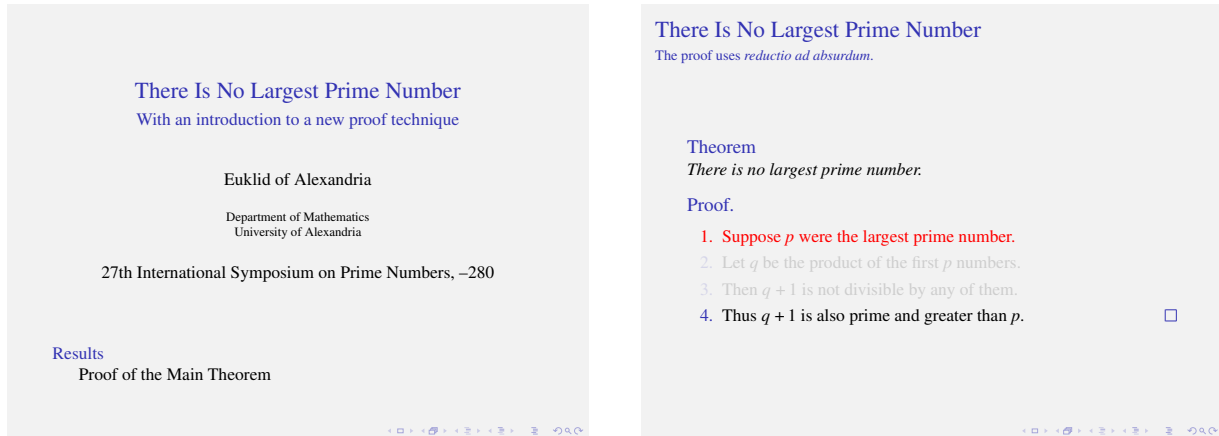 There Is No Largest Prime Number
With an introduction to a new proof technique
Euklid of Alexandria
Department of Mathematics
University of Alexandria
27th International Symposium on Prime Numbers, –280
Results
Proof of the Main Theorem
There Is No Largest Prime Number
The proof uses reductio ad absurdum.
Theorem
There is no largest prime number.
Proof.
1. Suppose p were the largest prime number.
2. Let q be the product of the first p numbers.
3. Then q + 1 is not divisible by any of them.
4. Thus q + 1 is also prime and greater than p. □